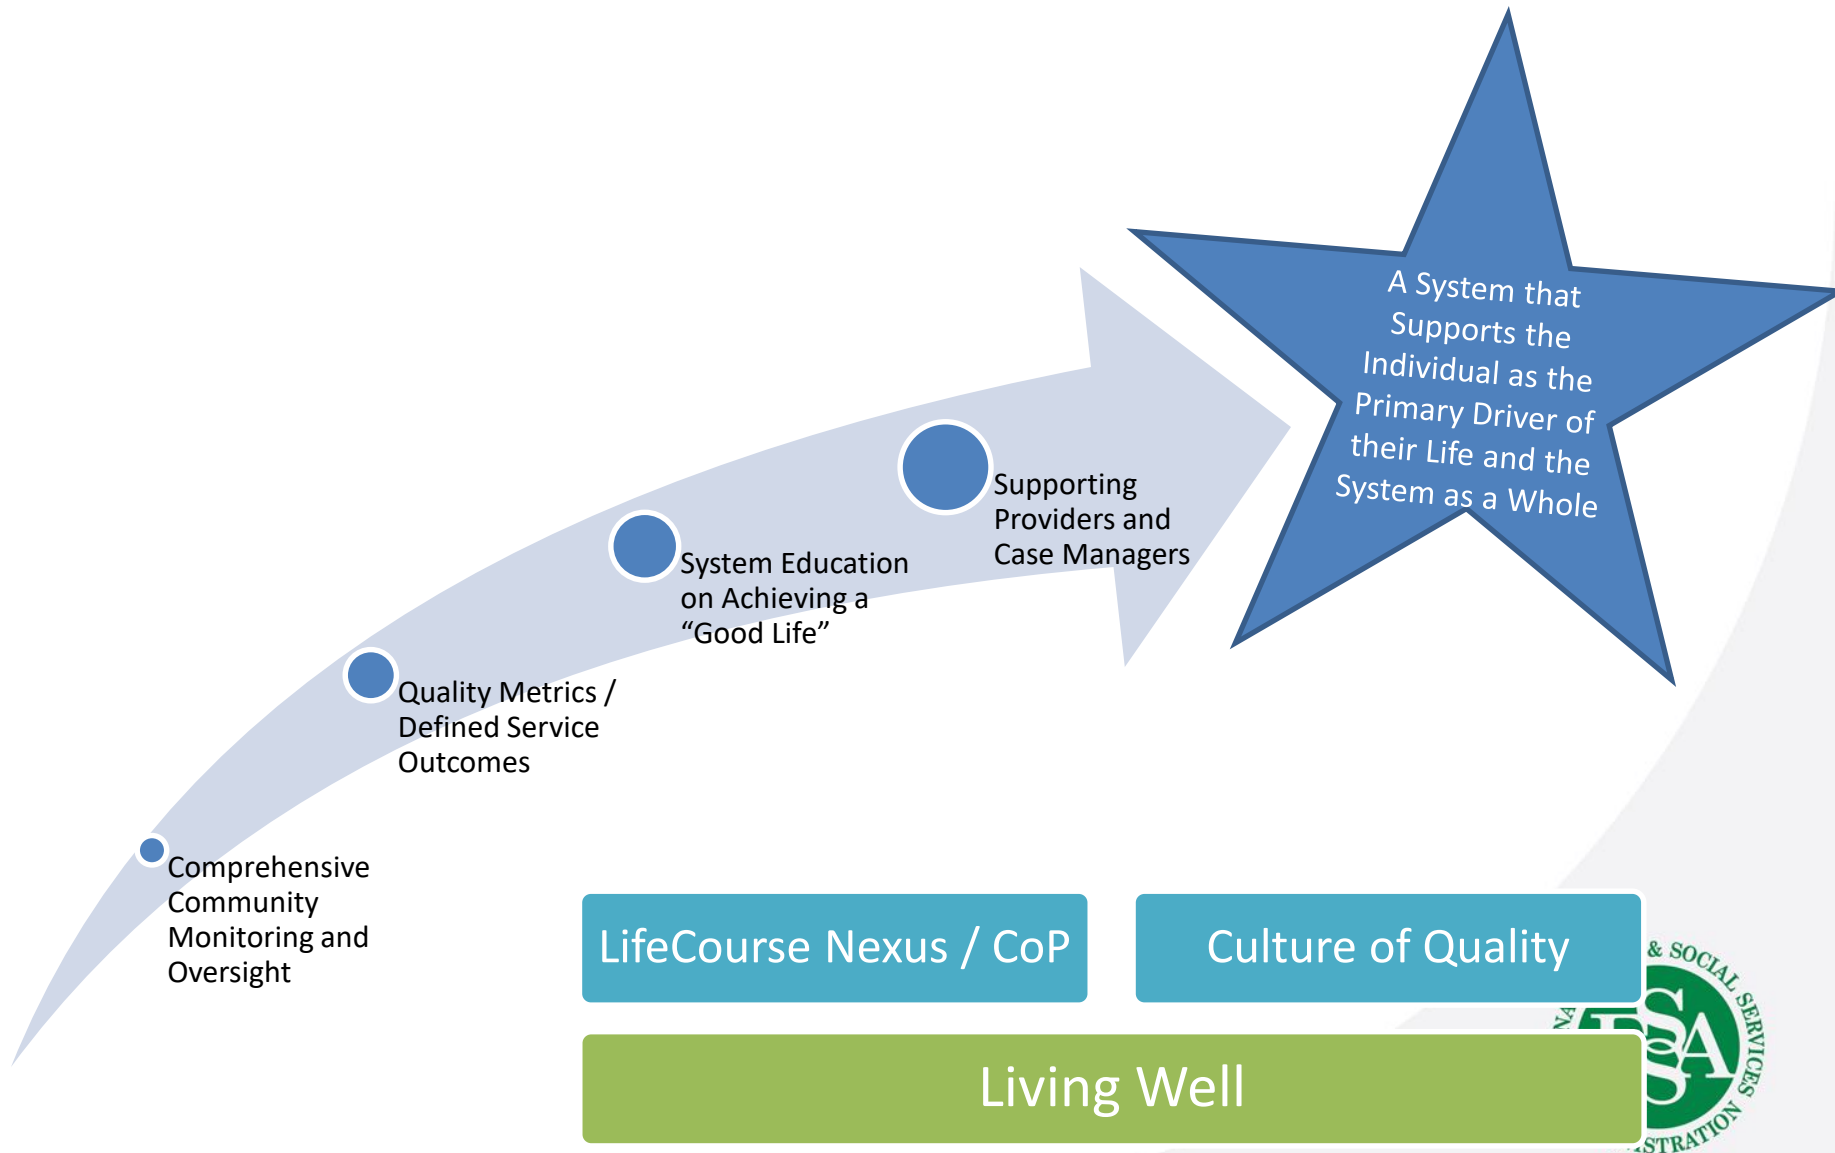 A System that
Supports the
Individual as the
Primary Driver of
their Life and the
System as a Whole
Supporting
Providers and
Case Managers
System Education
on Achieving a
“Good Life”
Quality Metrics /
Defined Service
Outcomes
Comprehensive
Community
Monitoring and
Oversight
LifeCourse Nexus / CoP
Culture of Quality
Living Well
& SOCIAL SERVICES